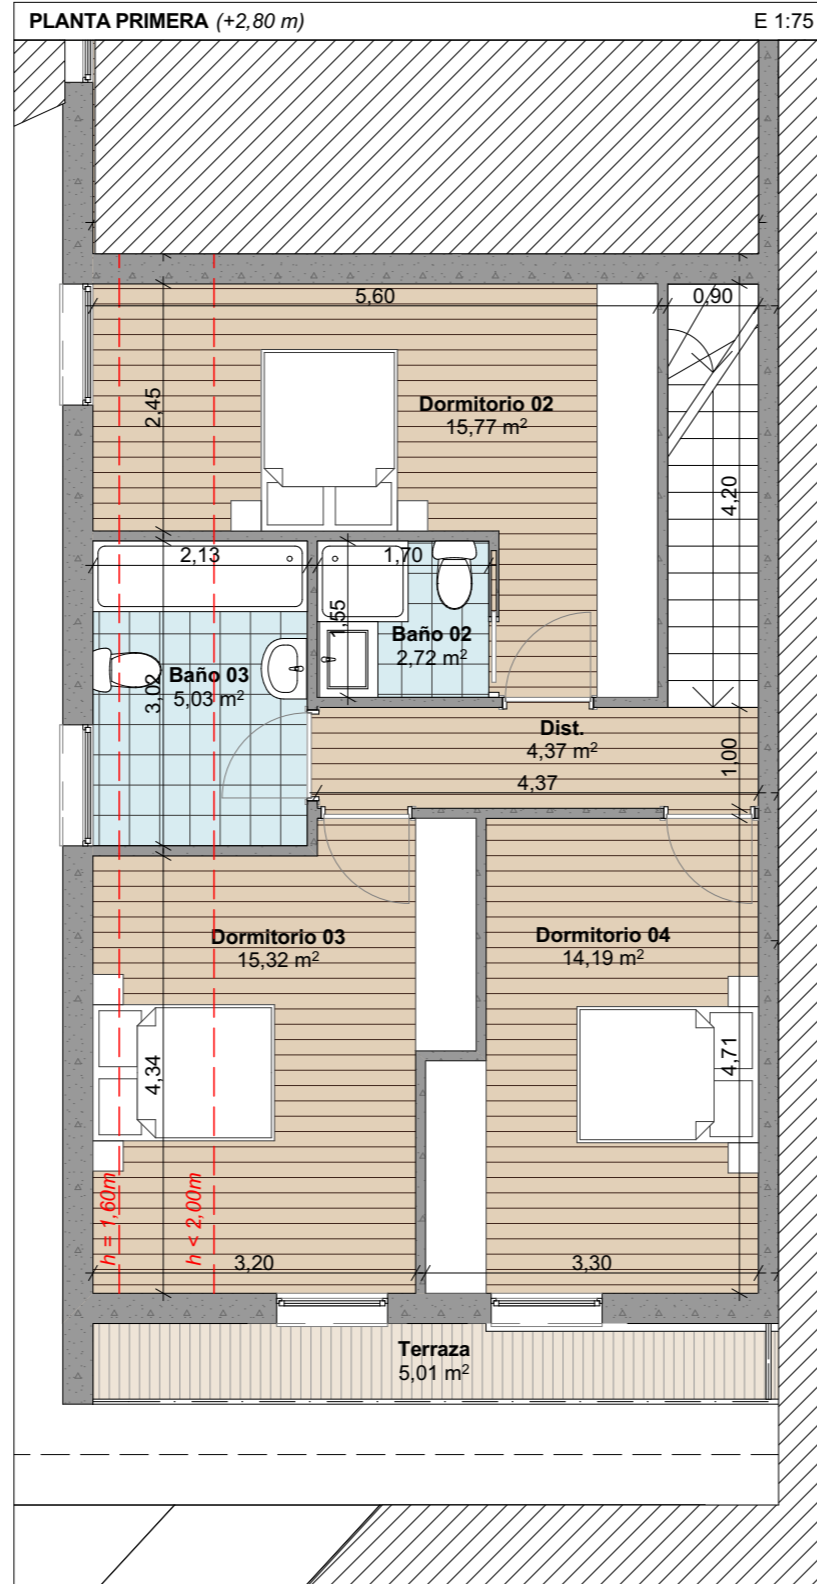 PLANTA PRIMERA (+2,80 m)
E 1:75
5,60
0,90
2,45
Dormitorio 02
15,77 m²
4,20
2,13
1,70
1,55
Baño 02
2,72 m²
Baño 03
5,03 m²
3,02
Dist.
4,37 m²
1,00
4,37
Dormitorio 03
15,32 m²
Dormitorio 04
14,19 m²
4,34
4,71
h = 1,60m
h < 2,00m
3,20
3,30
Terraza
5,01 m²